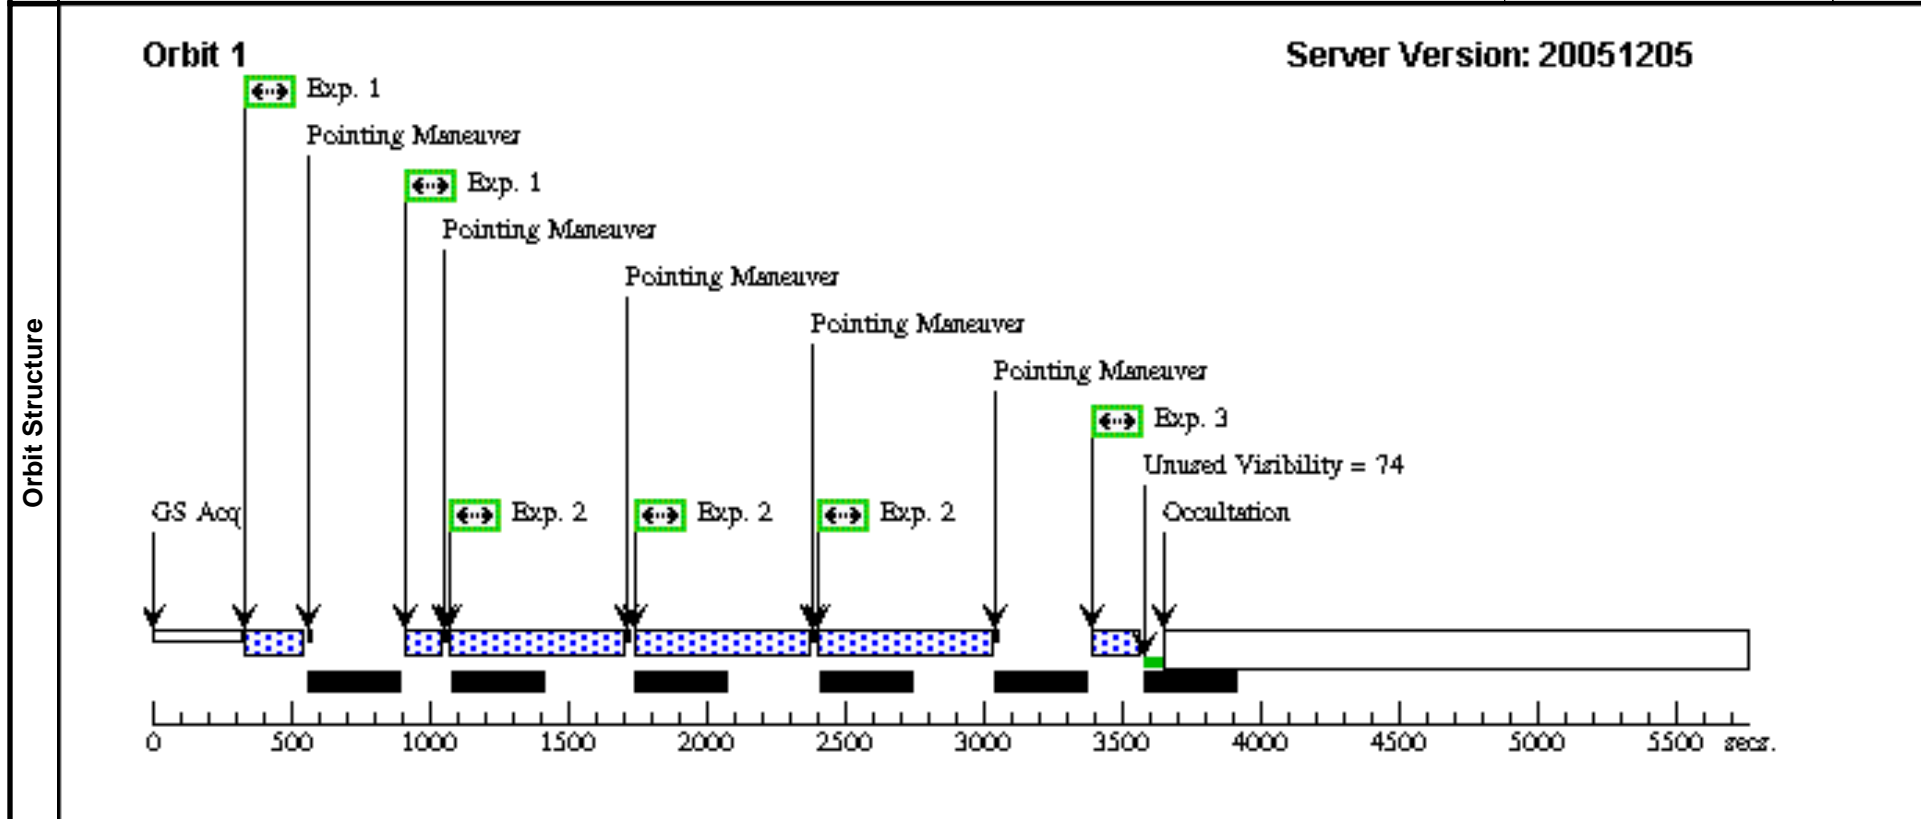 Orbit 1
Server Version: 20051205
Exp. 1
Pointing Maneuver
Exp. 1
Pointing Maneuver
Pointing Maneuver
Pointing Maneuver
Pointing Maneuver
Exp. 3
Unused Visibility = 74
GS Acq
Exp. 2
Exp. 2
Exp. 2
Occultation
0 500 1000 1500 2000 2500 3000 3500 4000 4500 5000 5500 secs.
Orbit Structure